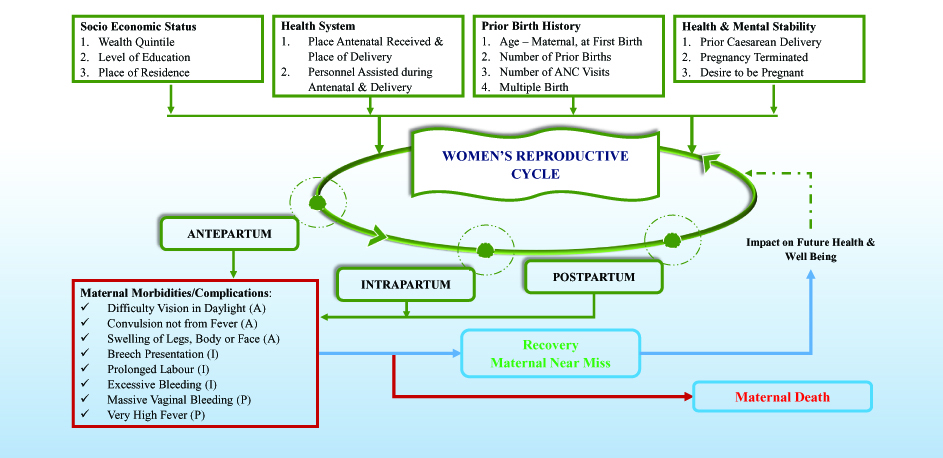 Socio Economic Status
1. Wealth Quintile
2. Level of Education
3. Place of Residence
Health System
1. Place Antenatal Received &
Place of Delivery
2. Personnel Assisted during
Antenatal & Delivery
Prior Birth History
1. Age – Maternal, at First Birth
2. Number of Prior Births
3. Number of ANC Visits
4. Multiple Birth
Health & Mental Stability
1. Prior Caesarean Delivery
2. Pregnancy Terminated
3. Desire to be Pregnant
WOMEN'S REPRODUCTIVE
CYCLE
ANTEPARTUM
INTRAPARTUM
POSTPARTUM
Impact on Future Health &
Well Being
Maternal Morbidities/Complications:
✓ Difficulty Vision in Daylight (A)
✓ Convulsion not from Fever (A)
✓ Swelling of Legs, Body or Face (A)
✓ Breech Presentation (I)
✓ Prolonged Labour (I)
✓ Excessive Bleeding (I)
✓ Massive Vaginal Bleeding (P)
✓ Very High Fever (P)
Recovery
Maternal Near Miss
Maternal Death